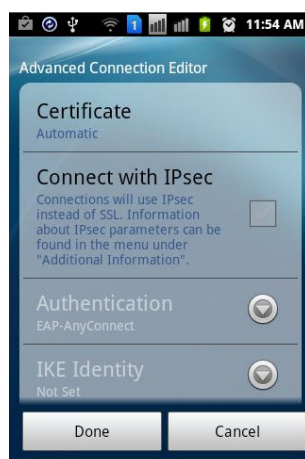 1 11:54 AM
Advanced Connection Editor
Certificate
Automatic
Connect with IPsec
Connections will use IPsec
instead of SSL. Information
about IPsec parameters can be
found in the menu under
"Additional Information".
Authentication
EAP-AnyConnect
IKE Identity
Not Set
Done Cancel